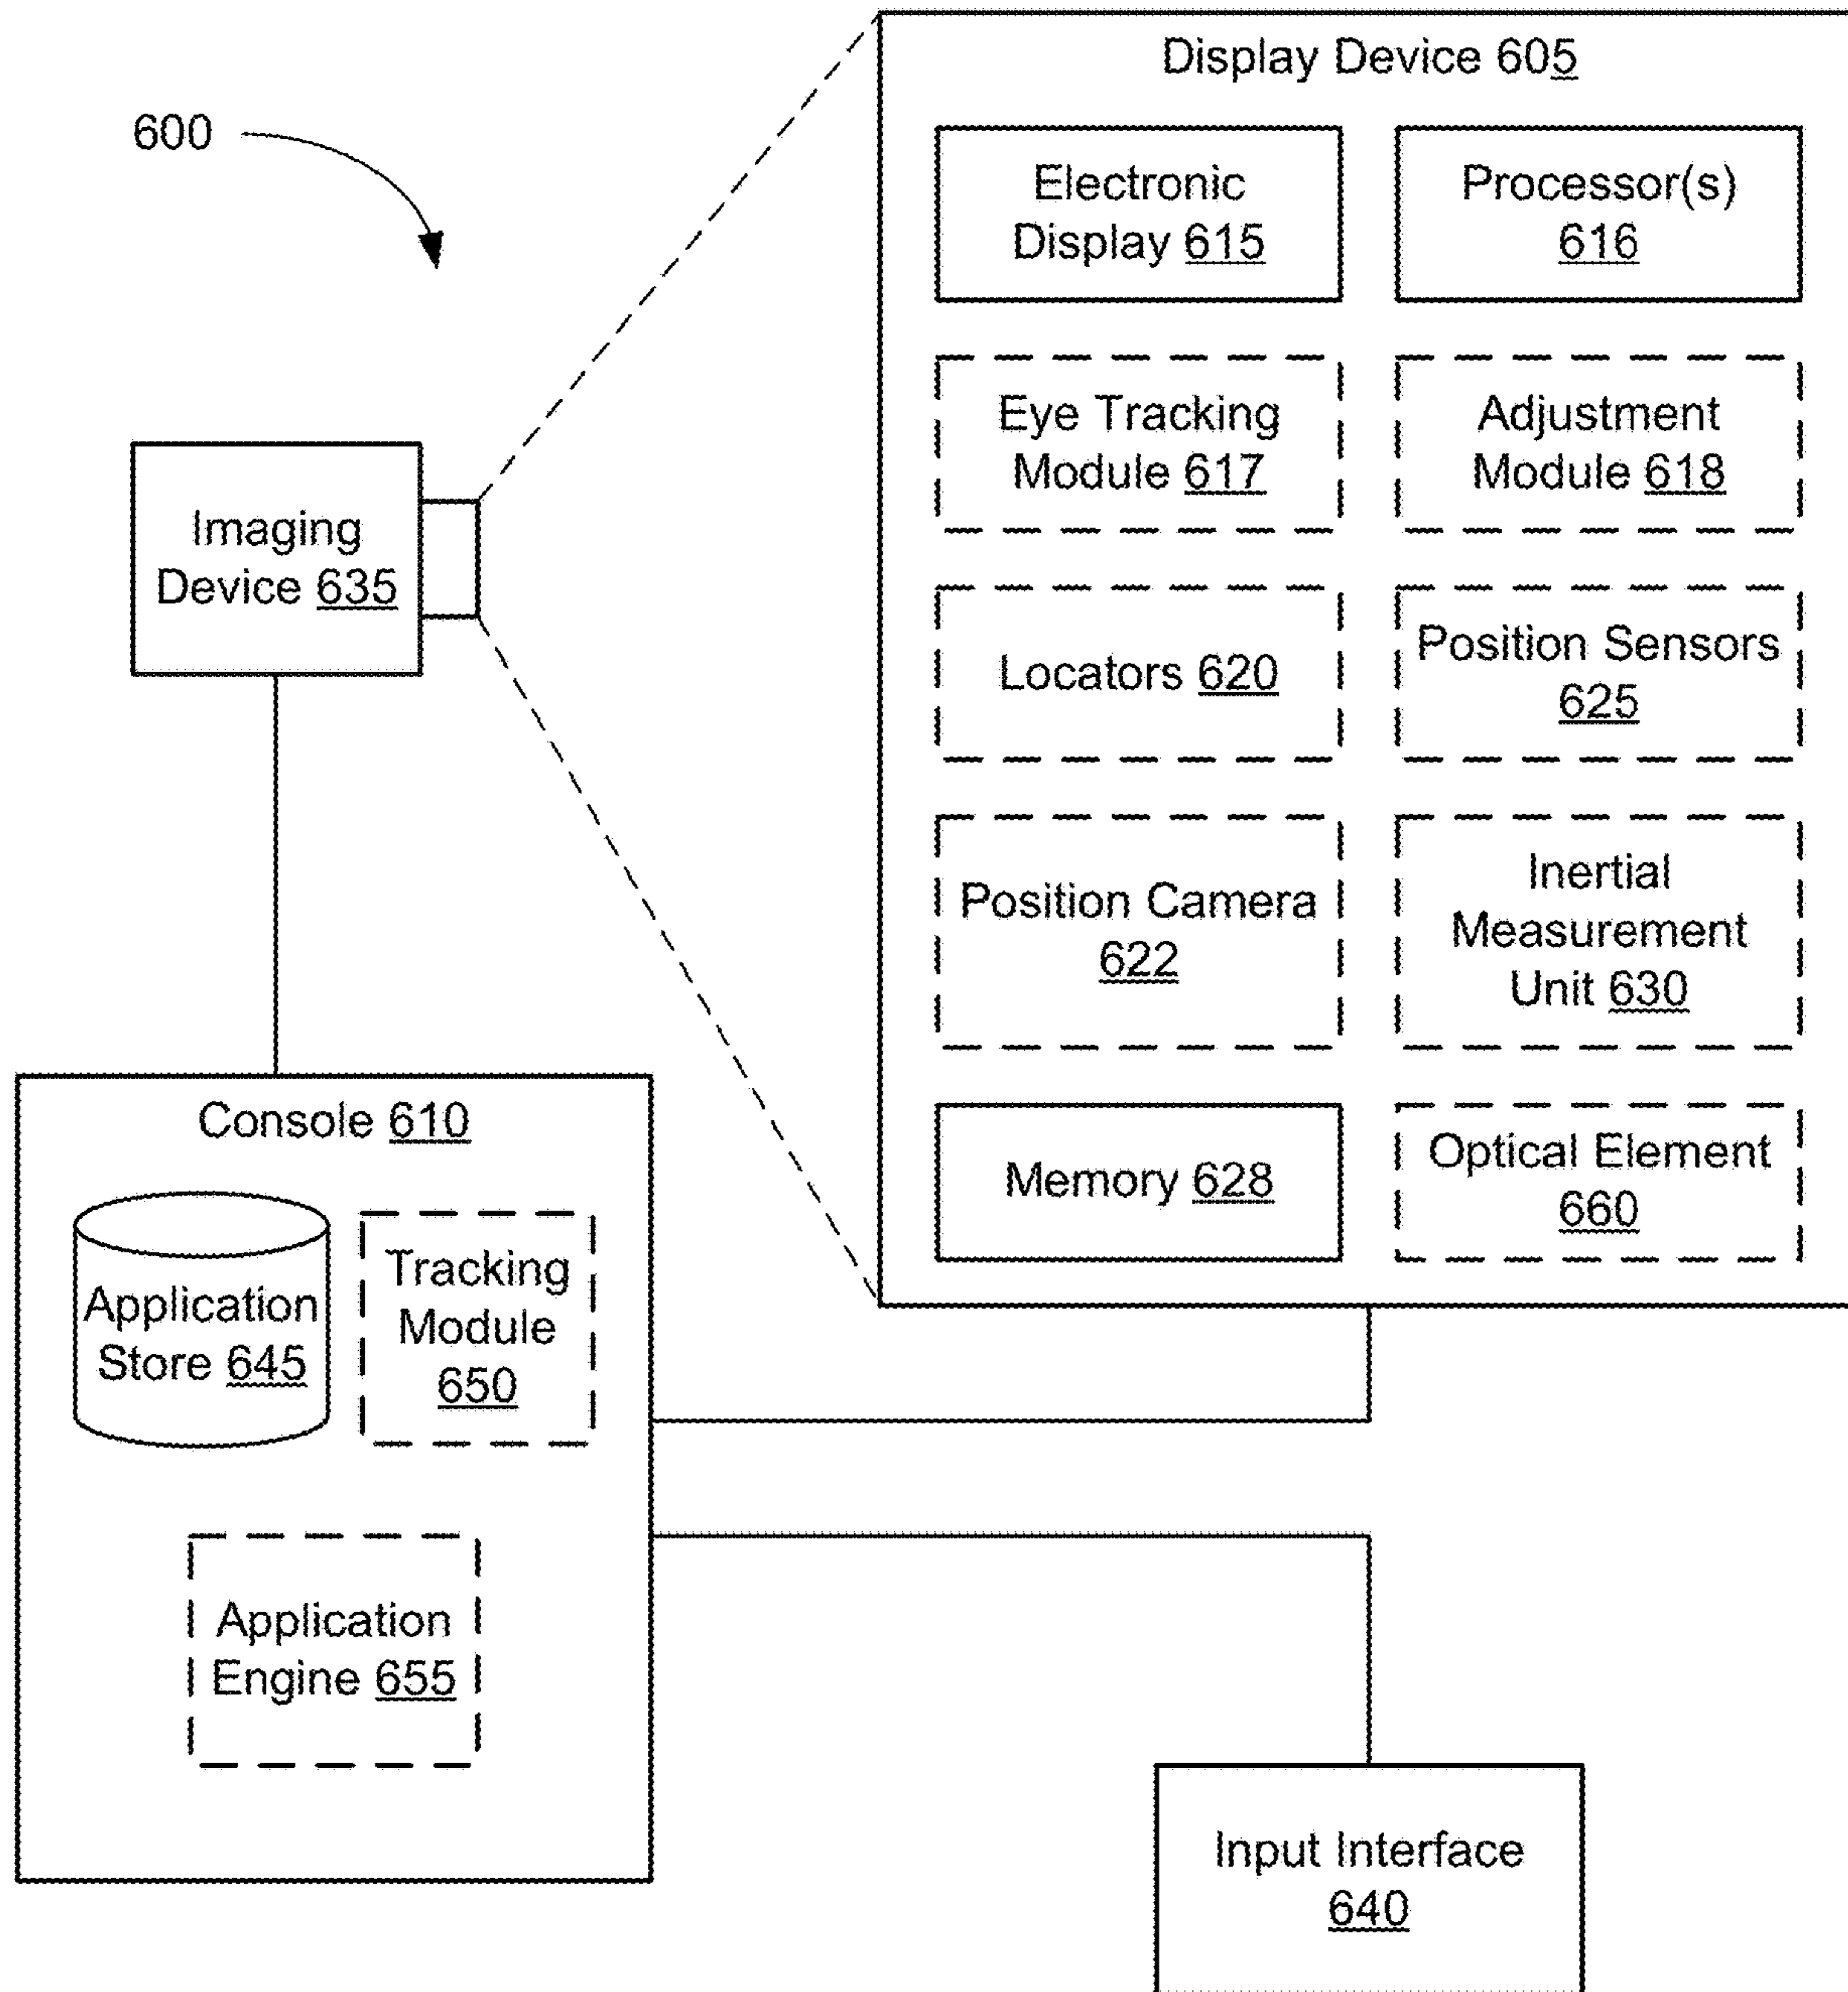 600
Display Device 605
Electronic
Display 615
Processor(s)
616
Eye Tracking
Module 617
Adjustment
Module 618
Imaging
Device 635
Locators 620
Position Sensors
625
Position Camera
622
Inertial
Measurement
Unit 630
Memory 628
Optical Element
660
Console 610
Application
Store 645
Tracking
Module
650
Application
Engine 655
Input Interface
640